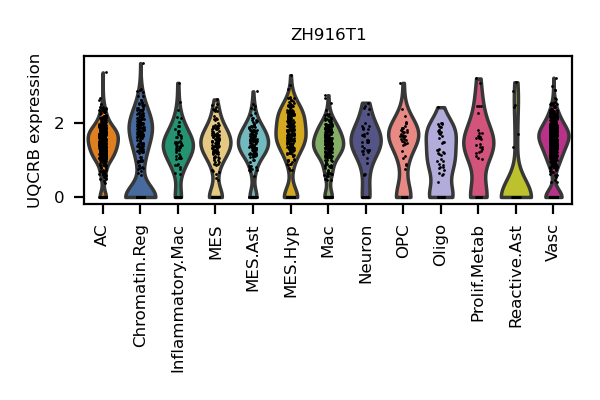 ZH916T1
UQCRB expression
2
0
AC
Chromatin.Reg
Inflammatory.Mac
MES
MES.Ast
MES.Hyp
Mac
Neuron
OPC
Oligo
Prolif.Metab
Reactive.Ast
Vasc